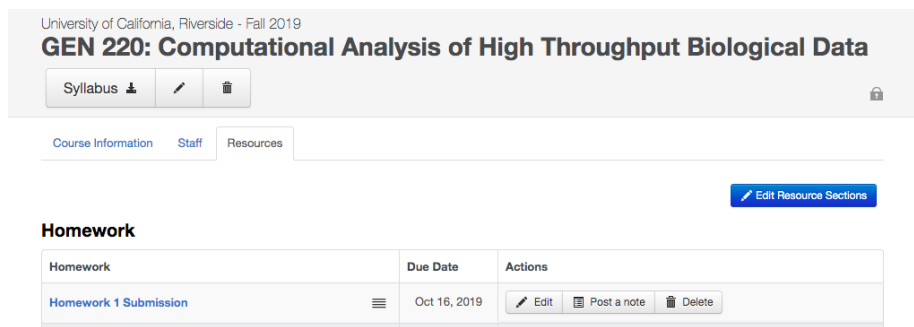 University of California, Riverside - Fall 2019
GEN 220: Computational Analysis of High Throughput Biological Data
Syllabus
Course Information Staff Resources
Edit Resource Sections
Homework
Homework Due Date Actions
Homework 1 Submission Oct 16, 2019 Edit Post a note Delete